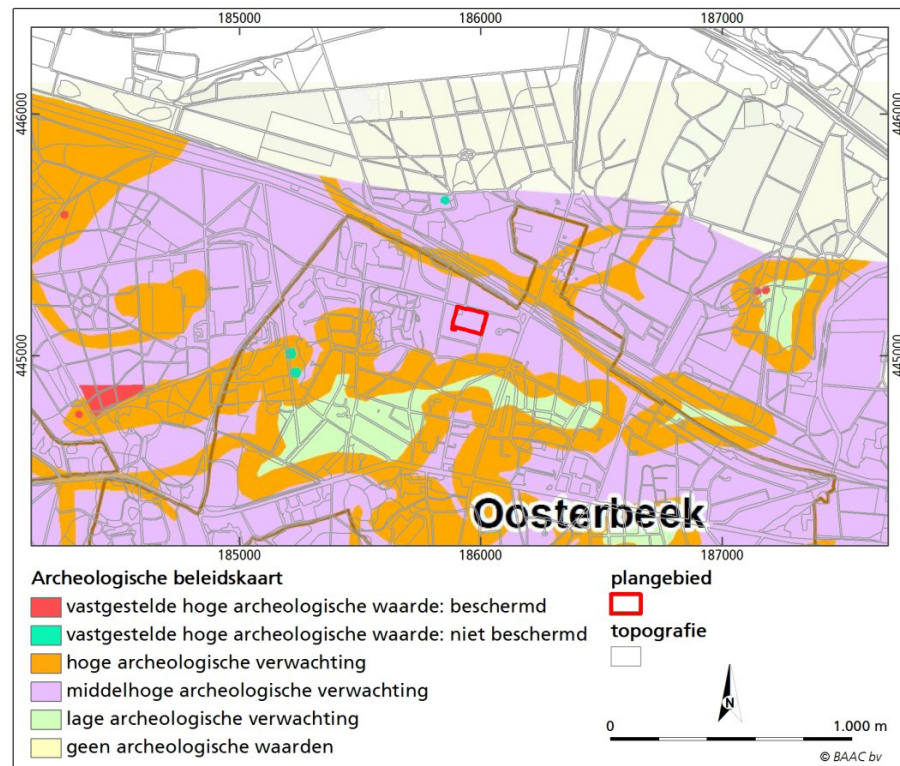 185000 186000 187000
446000 446000
445000 445000
Oosterbeek
185000 186000 187000
Archeologische beleidskaart
vastgestelde hoge archeologische waarde: beschermd
vastgestelde hoge archeologische waarde: niet beschermd
hoge archeologische verwachting
middelhoge archeologische verwachting
lage archeologische verwachting
geen archeologische waarden
plangebied
topografie
N
0 1.000 m
© BAAC bv